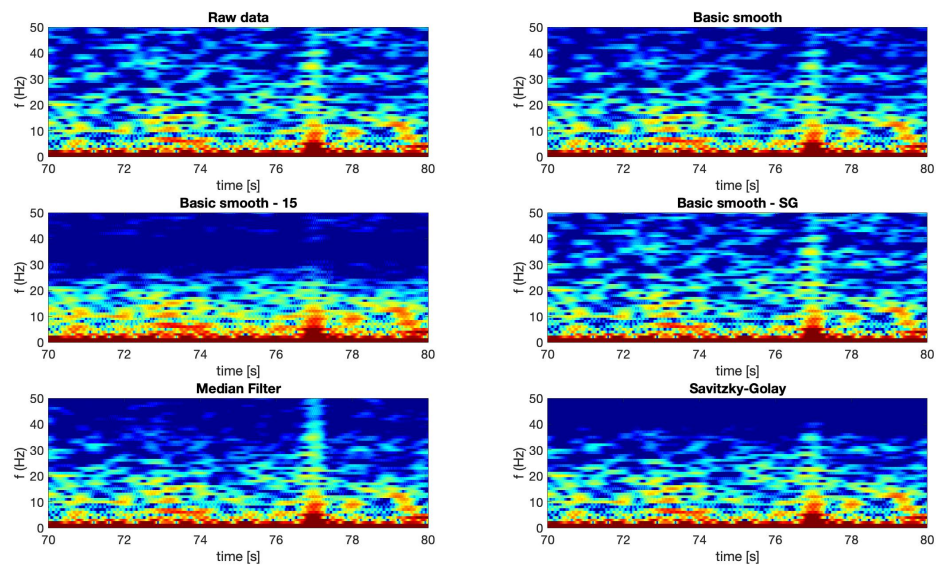 Raw data
50
40
30
20
10
0
f (Hz)
70 72 74 76 78 80
time [s]
Basic smooth
50
40
30
20
10
0
f (Hz)
70 72 74 76 78 80
time [s]
Basic smooth - 15
50
40
30
20
10
0
f (Hz)
70 72 74 76 78 80
time [s]
Basic smooth - SG
50
40
30
20
10
0
f (Hz)
70 72 74 76 78 80
time [s]
Median Filter
50
40
30
20
10
0
f (Hz)
70 72 74 76 78 80
time [s]
Savitzky-Golay
50
40
30
20
10
0
f (Hz)
70 72 74 76 78 80
time [s]